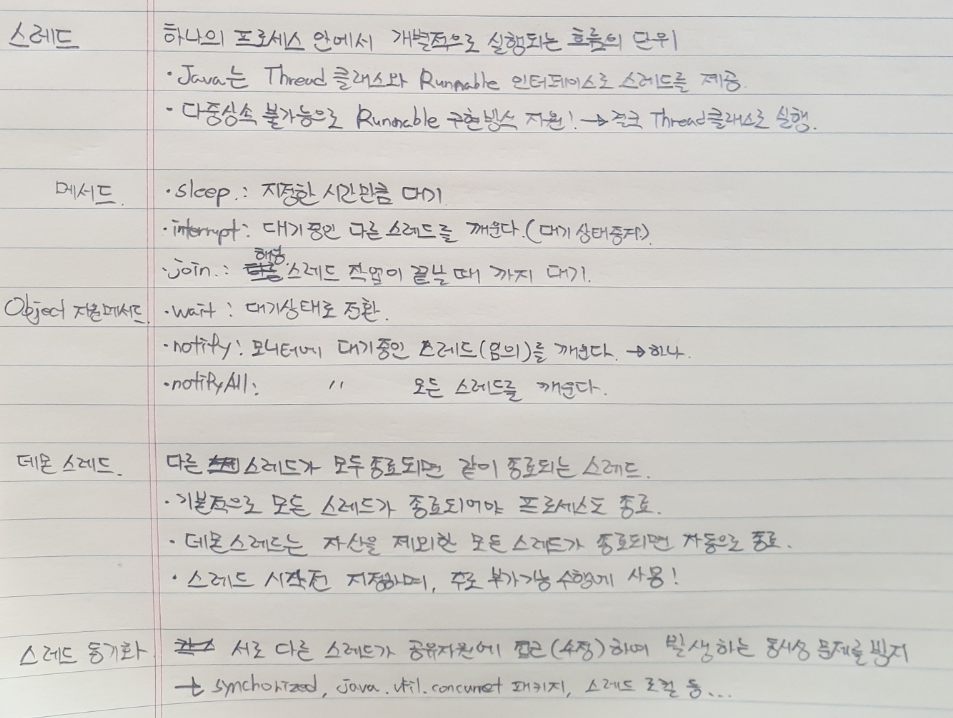 스레드 하나의 프로세스 안에서 개별적으로 실행되는 흐름의 단위
· Java는 Thread 클래스와 Runnable 인터페이스로 스레드를 제공.
· 다중상속 불가능으로 Runnable 구현방식 지원! → 결국 Thread클래스로 실행.
메서드. · sleep.: 지정한 시간만큼 대기
· interrupt: 대기중인 다른 스레드를 깨운다.(대기 상태중지).
· join.: 해당 스레드 작업이 끝날 때 까지 대기.
Object 지원메서드. · wait : 대기상태로 전환.
· notify: 모니터에 대기중인 스레드(임의)를 깨운다. → 하나.
· notifyAll: 〃 모든 스레드를 깨운다.
데몬 스레드. 다른 스레드가 모두 종료되면 같이 종료되는 스레드.
· 기본적으로 모든 스레드가 종료되어야 프로세스도 종료.
· 데몬스레드는 자신을 제외한 모든 스레드가 종료되면 자동으로 종료.
· 스레드 시작전 지정하며, 주로 부가기능 수행에 사용!
스레드 동기화 서로 다른 스레드가 공유자원에 접근(수정)하여 발생하는 동시성 문제를 방지
→ synchorized, java.util.concurret 패키지, 스레드 로컬 등...